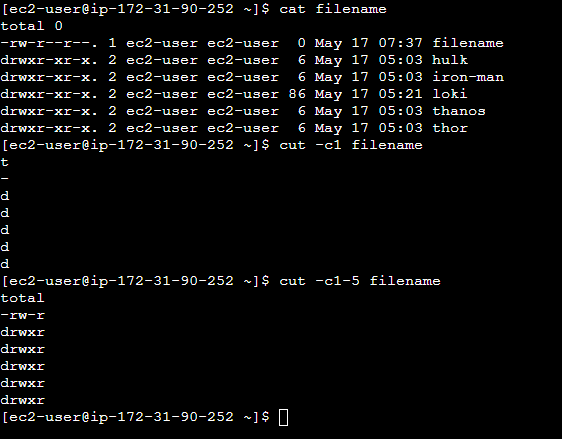 [ec2-user@ip-172-31-90-252 ~]$ cat filename
total 0
-rw-r--r--. 1 ec2-user ec2-user  0 May 17 07:37 filename
drwxr-xr-x. 2 ec2-user ec2-user  6 May 17 05:03 hulk
drwxr-xr-x. 2 ec2-user ec2-user  6 May 17 05:03 iron-man
drwxr-xr-x. 2 ec2-user ec2-user 86 May 17 05:21 loki
drwxr-xr-x. 2 ec2-user ec2-user  6 May 17 05:03 thanos
drwxr-xr-x. 2 ec2-user ec2-user  6 May 17 05:03 thor
[ec2-user@ip-172-31-90-252 ~]$ cut -c1 filename
t
-
d
d
d
d
d
[ec2-user@ip-172-31-90-252 ~]$ cut -c1-5 filename
total
-rw-r
drwxr
drwxr
drwxr
drwxr
drwxr
[ec2-user@ip-172-31-90-252 ~]$